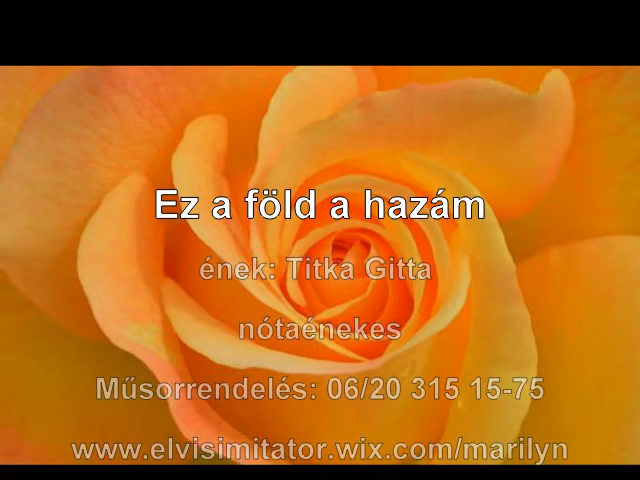 Ez a föld a hazám
ének: Titka Gitta
nótaénekes
Műsorrendelés: 06/20 315 15-75
www.elvisimitator.wix.com/marilyn